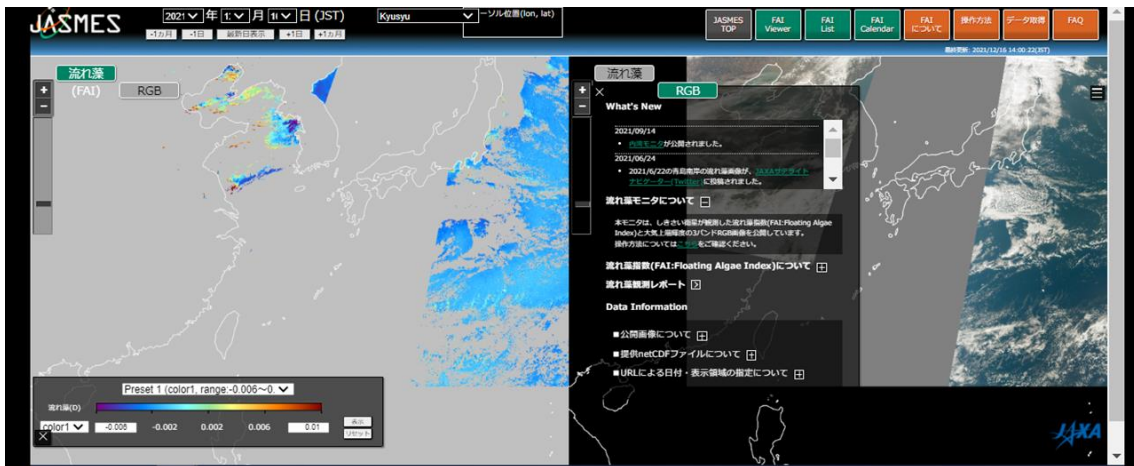 JASMES
2021 年 月 日 (JST)
Kyusyu
ーソル位置(lon, lat)
-1カ月 -1日 最新日表示 +1日 +1カ月
JASMES TOP
FAI Viewer
FAI List
FAI Calendar
FAI について
操作方法
データ取得
FAQ
最終更新: 2021/12/16 14:00:22(JST)
流れ藻
(FAI)
RGB
流れ藻
RGB
What's New
2021/09/14
• 内湾モニタが公開されました。
2021/06/24
• 2021/6/22の青島南岸の流れ藻画像が、JAXAサテライト
ナビゲーター(Twitter)に投稿されました。
流れ藻モニタについて
本モニタは、しきさい衛星が観測した流れ藻指数(FAI:Floating Algae
Index)と大気上端輝度の3バンドRGB画像を公開しています。
操作方法についてはこちらをご確認ください。
流れ藻指数(FAI:Floating Algae Index)について
流れ藻観測レポート
Data Information
■公開画像について
■提供netCDFファイルについて
■URLによる日付・表示領域の指定について
Preset 1 (color1, range:-0.006～0.
流れ藻(D)
color1 -0.006 -0.002 0.002 0.006 0.01
表示
リセット
JAXA